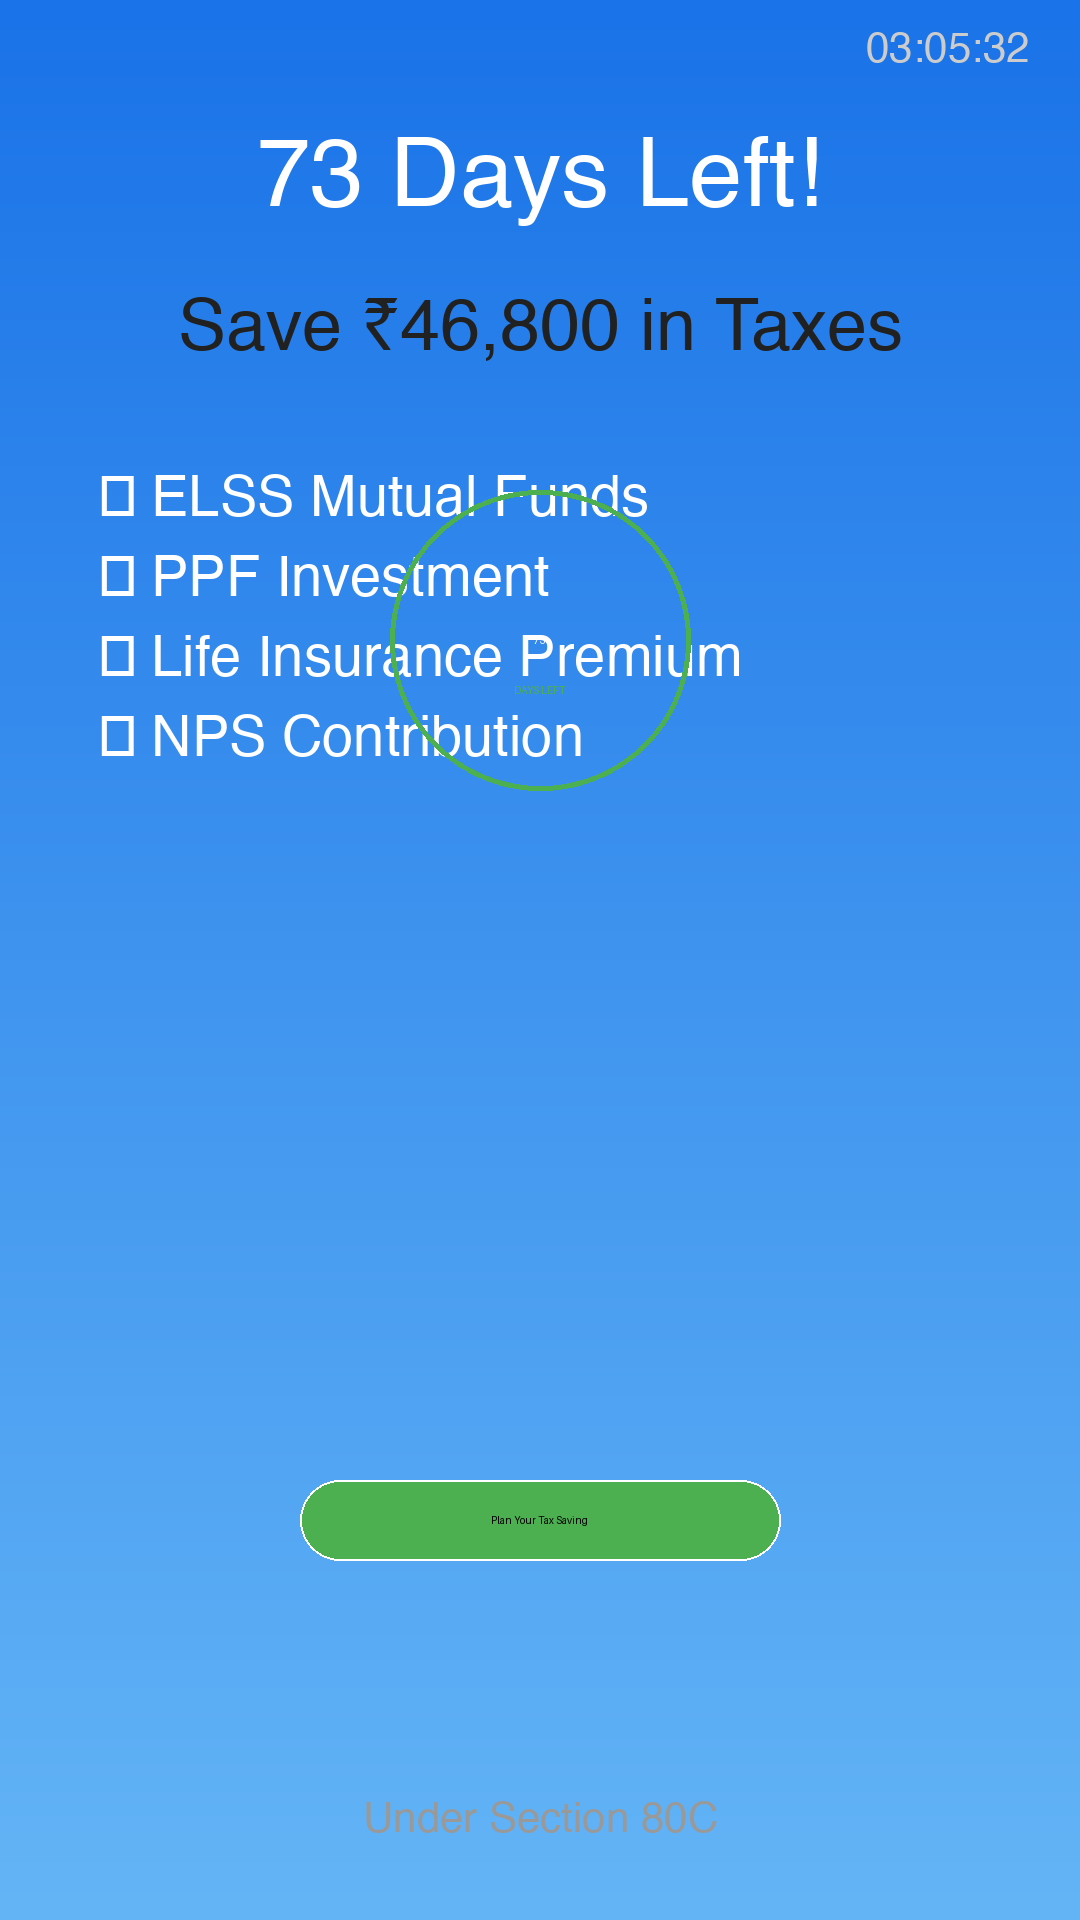 03:05:32
73 Days Left!
Save ₹46,800 in Taxes
ELSS Mutual Funds
PPF Investment
Life Insurance Premium
73
DAYS LEFT
NPS Contribution
Plan Your Tax Saving
Under Section 80C